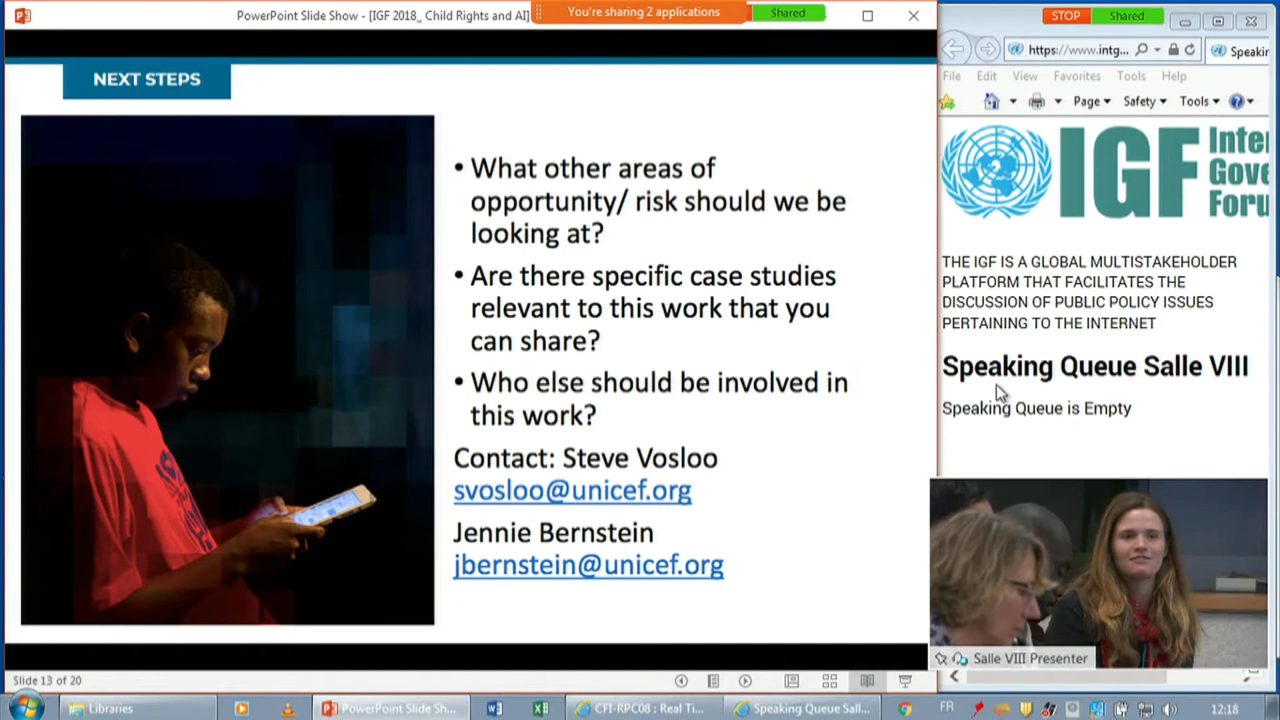 PowerPoint Slide Show - [IGF 2018_ Child Rights and AI]
You're sharing 2 applications
Shared
STOP
Shared
NEXT STEPS
• What other areas of
opportunity/ risk should we be
looking at?
• Are there specific case studies
relevant to this work that you
can share?
• Who else should be involved in
this work?
Contact: Steve Vosloo
svosloo@unicef.org
Jennie Bernstein
jbernstein@unicef.org
Slide 13 of 20
https://www.intg...
Speakin
File Edit View Favorites Tools Help
Page Safety Tools
IGF
Inter
Gove
Foru
THE IGF IS A GLOBAL MULTISTAKEHOLDER
PLATFORM THAT FACILITATES THE
DISCUSSION OF PUBLIC POLICY ISSUES
PERTAINING TO THE INTERNET
Speaking Queue Salle VIII
Speaking Queue is Empty
Salle VIII Presenter
Libraries
PowerPoint Slide Sh...
CFI-RPC08 : Real Ti...
Speaking Queue Sall...
FR
12:18